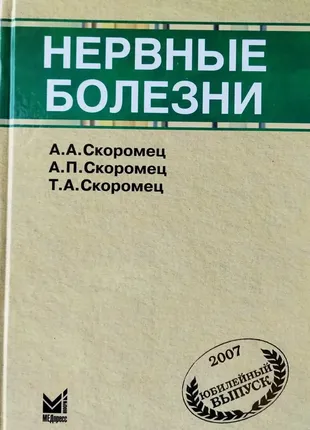 НЕРВНЫЕ
БОЛЕЗНИ
А.А.Скоромец
А.П.Скоромец
Т.А.Скоромец
2007
ЮБИЛЕЙНЫЙ
ВЫПУСК
МЕДпресс